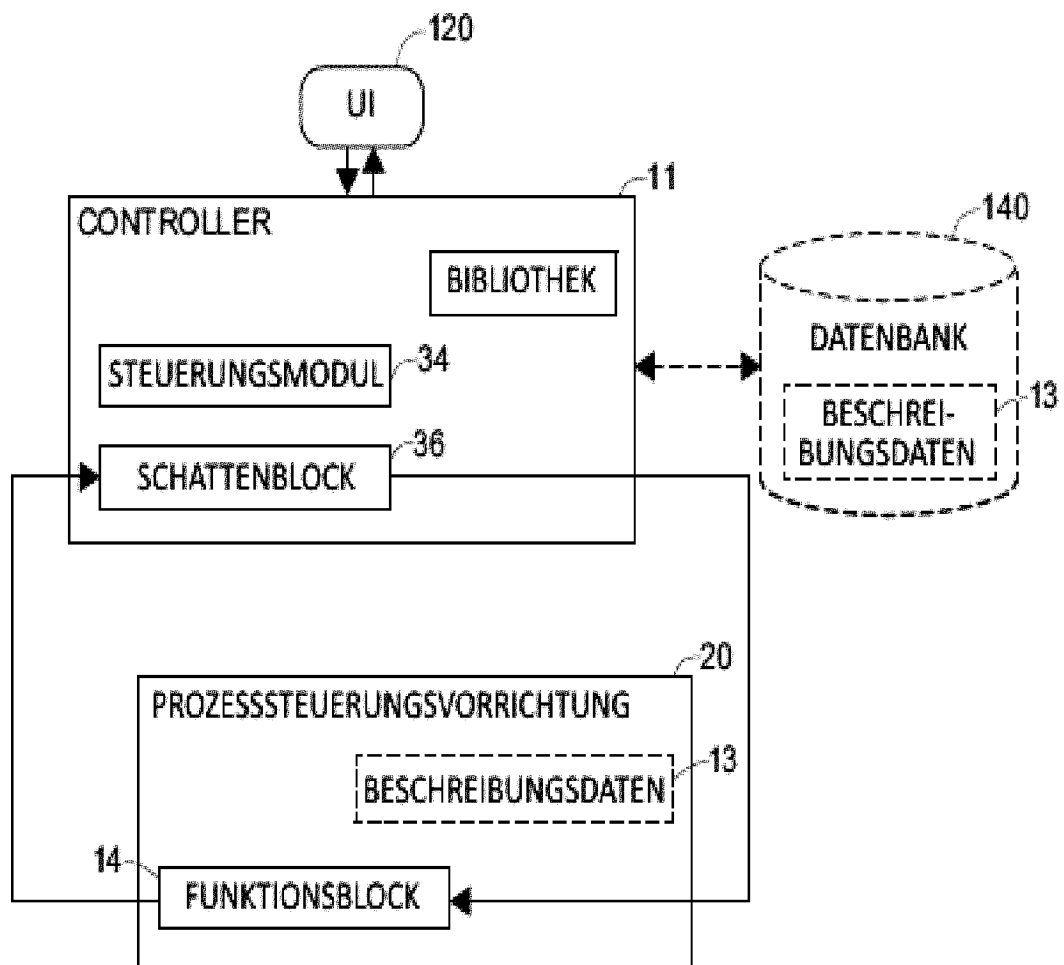 120
UI
11
CONTROLLER
140
BIBLIOTHEK
DATENBANK
STEUERUNGSMODUL
34
13
BESCHREI-
BUNGSDATEN
36
SCHATTENBLOCK
20
PROZESSSTEUERUNGSVORRICHTUNG
13
BESCHREIBUNGSDATEN
14
FUNKTIONSBLOCK